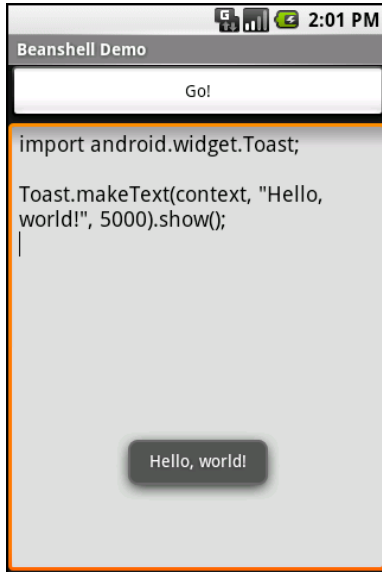 2:01 PM
Beanshell Demo
Go!
import android.widget.Toast;
Toast.makeText(context, "Hello,
world!", 5000).show();
Hello, world!